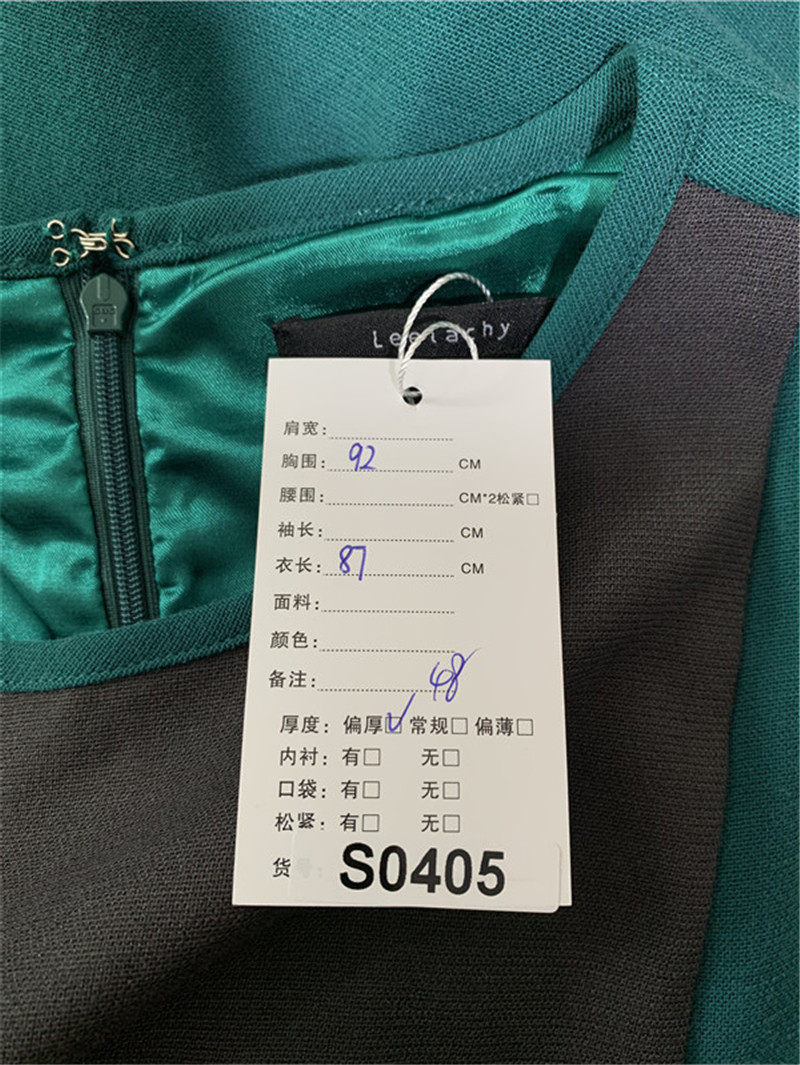 Leelachy
肩宽:
胸围: 92 CM
腰围: CM*2松紧□
袖长: CM
衣长: 87 CM
面料:
颜色:
备注: 48
厚度: 偏厚☑ 常规□ 偏薄□
内衬: 有□ 无□
口袋: 有□ 无□
松紧: 有□ 无□
货号: S0405